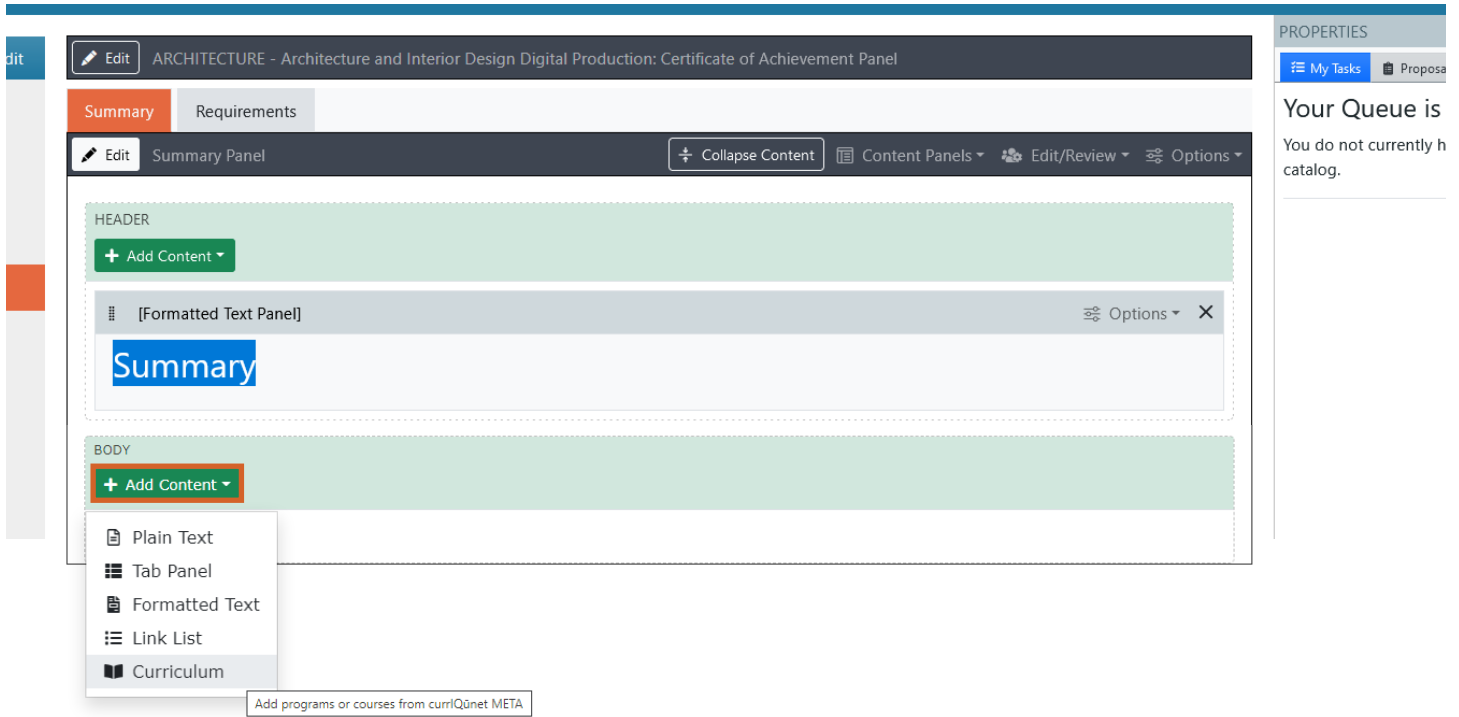 PROPERTIES
dit
Edit ARCHITECTURE - Architecture and Interior Design Digital Production: Certificate of Achievement Panel
My Tasks Proposa
Summary Requirements
Your Queue is
Edit Summary Panel Collapse Content Content Panels Edit/Review Options
You do not currently h
catalog.
HEADER
+ Add Content
[Formatted Text Panel] Options ×
Summary
BODY
+ Add Content
Plain Text
Tab Panel
Formatted Text
Link List
Curriculum
Add programs or courses from currIQūnet META